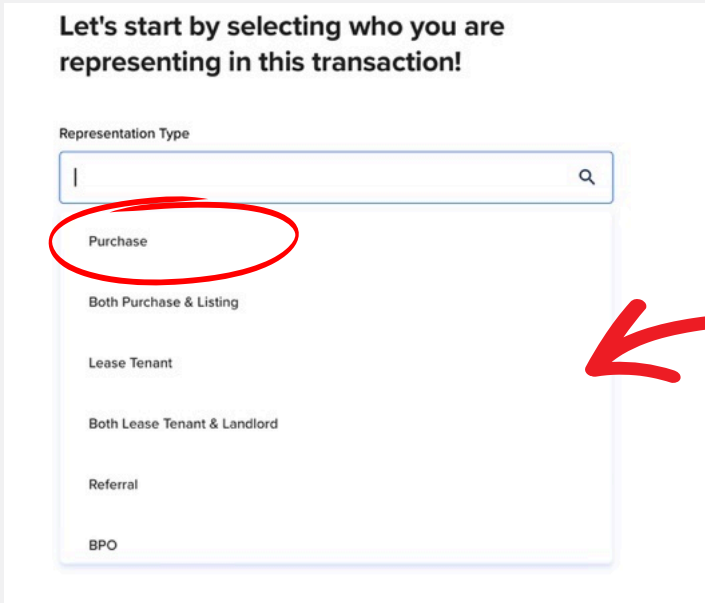 Let's start by selecting who you are
representing in this transaction!
Representation Type
Purchase
Both Purchase & Listing
Lease Tenant
Both Lease Tenant & Landlord
Referral
BPO